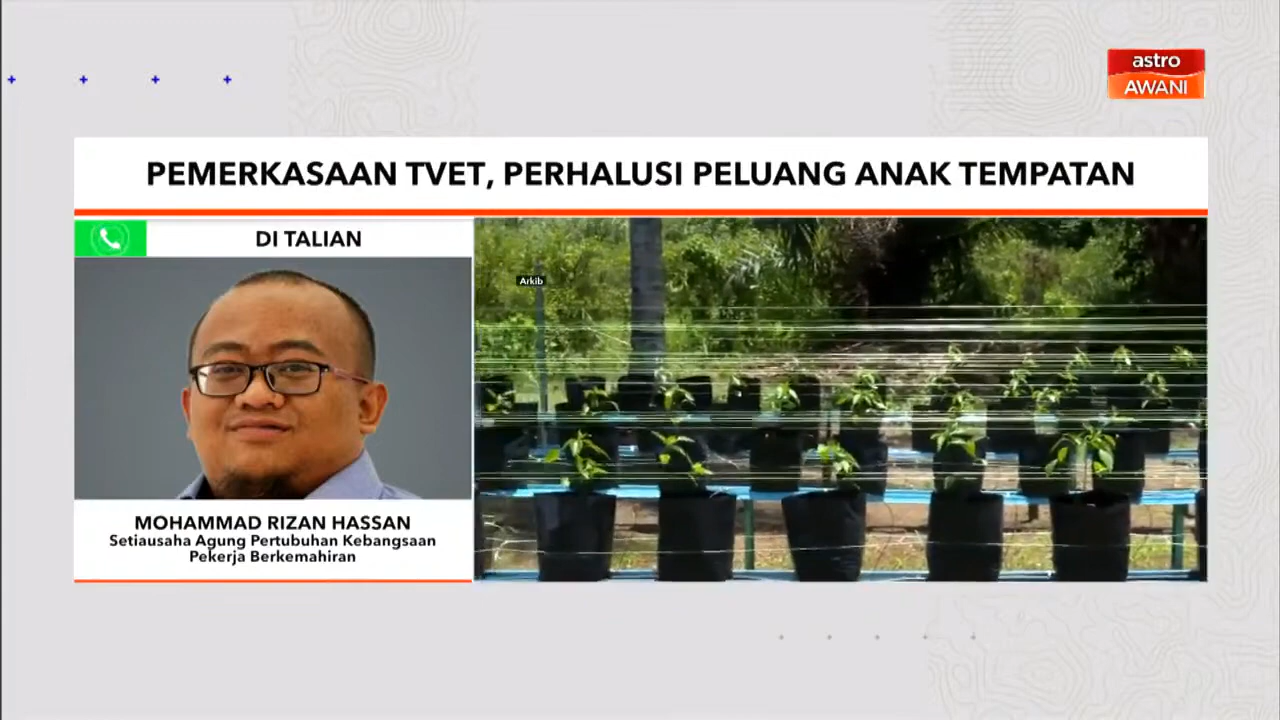 astro
AWANI
PEMERKASAAN TVET, PERHALUSI PELUANG ANAK TEMPATAN
DI TALIAN
Arkib
MOHAMMAD RIZAN HASSAN
Setiausaha Agung Pertubuhan Kebangsaan
Pekerja Berkemahiran